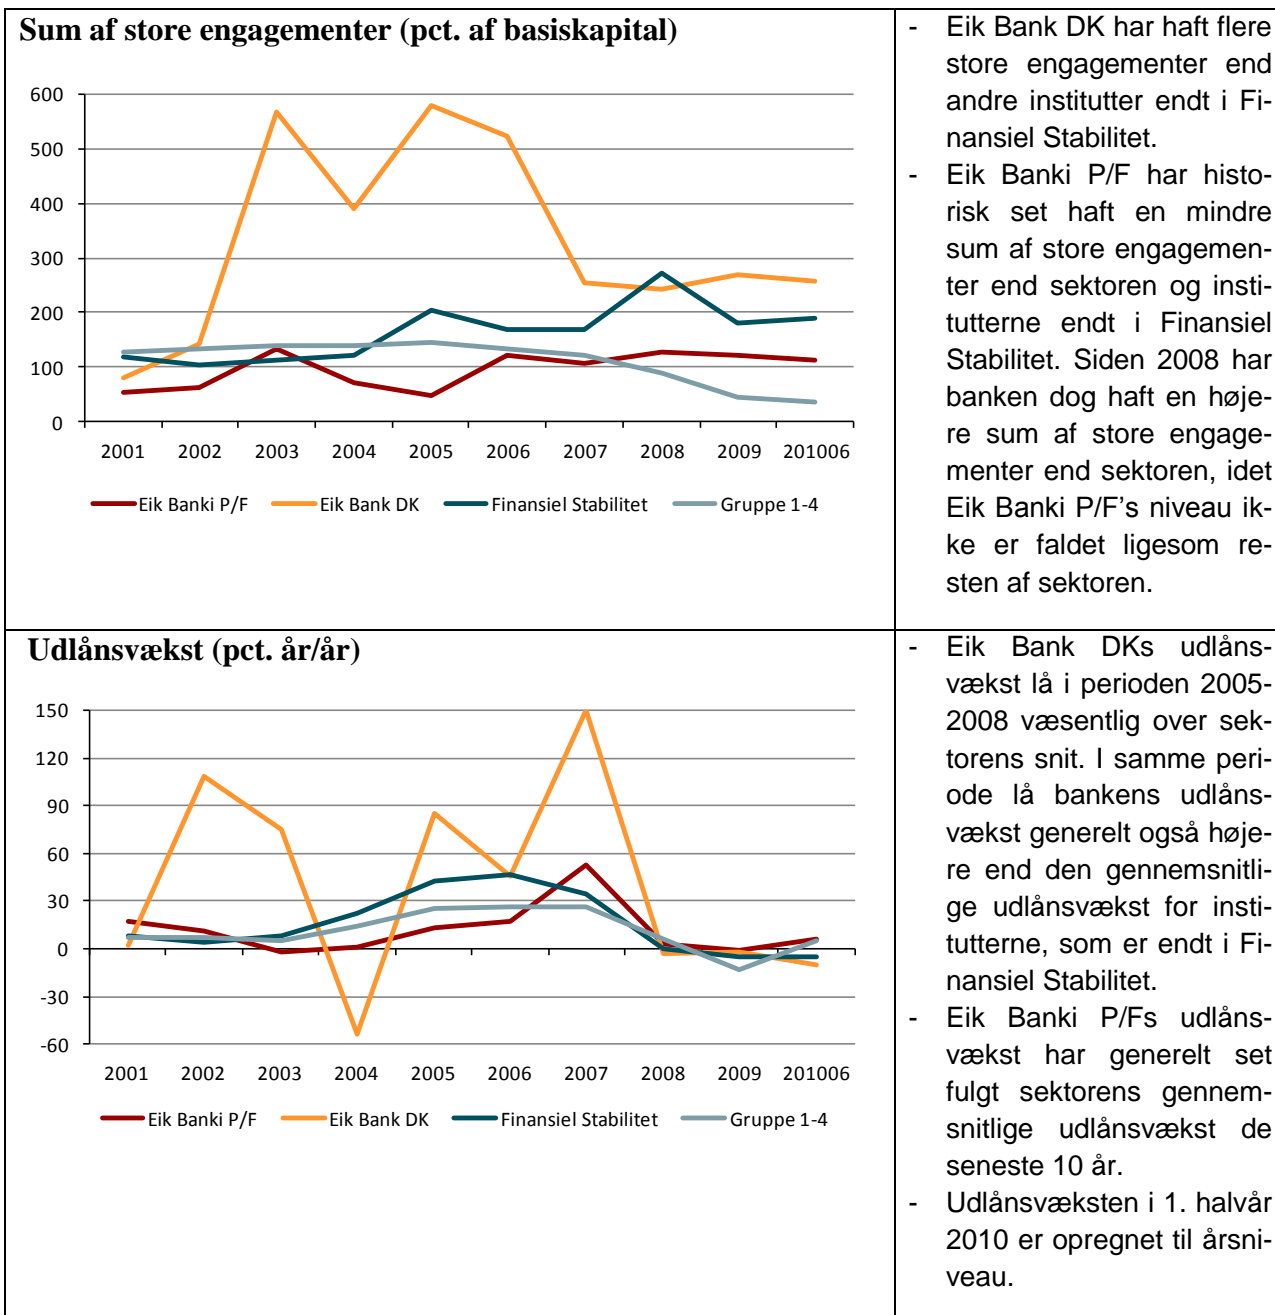 Sum af store engagementer (pct. af basiskapital)
600
500
400
300
200
100
0
2001 2002 2003 2004 2005 2006 2007 2008 2009 201006
Eik Banki P/F Eik Bank DK Finansiel Stabilitet Gruppe 1-4
- Eik Bank DK har haft flere
store engagementer end
andre institutter endt i Fi-
nansiel Stabilitet.
- Eik Banki P/F har histo-
risk set haft en mindre
sum af store engagemen-
ter end sektoren og insti-
tutterne endt i Finansiel
Stabilitet. Siden 2008 har
banken dog haft en høje-
re sum af store engage-
menter end sektoren, idet
Eik Banki P/F’s niveau ik-
ke er faldet ligesom re-
sten af sektoren.
Udlånsvækst (pct. år/år)
150
120
90
60
30
0
-30
-60
2001 2002 2003 2004 2005 2006 2007 2008 2009 201006
Eik Banki P/F Eik Bank DK Finansiel Stabilitet Gruppe 1-4
- Eik Bank DKs udlåns-
vækst lå i perioden 2005-
2008 væsentlig over sek-
torens snit. I samme peri-
ode lå bankens udlåns-
vækst generelt også høje-
re end den gennemsnitli-
ge udlånsvækst for insti-
tutterne, som er endt i Fi-
nansiel Stabilitet.
- Eik Banki P/Fs udlåns-
vækst har generelt set
fulgt sektorens gennem-
snitlige udlånsvækst de
seneste 10 år.
- Udlånsvæksten i 1. halvår
2010 er opregnet til årsni-
veau.